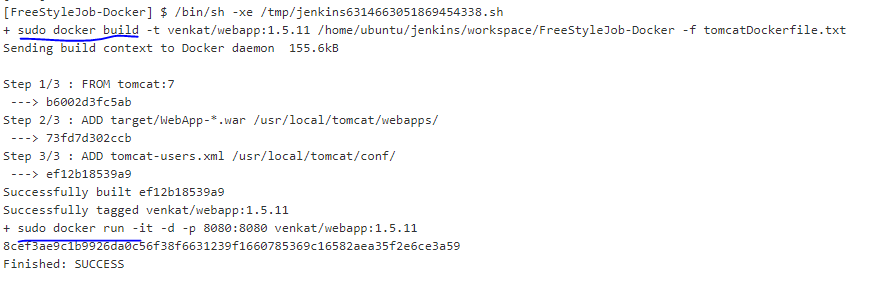 [FreeStyleJob-Docker] $ /bin/sh -xe /tmp/jenkins6314663051869454338.sh
+ sudo docker build -t venkat/webapp:1.5.11 /home/ubuntu/jenkins/workspace/FreeStyleJob-Docker -f tomcatDockerfile.txt
Sending build context to Docker daemon  155.6kB
Step 1/3 : FROM tomcat:7
 ---> b6002d3fc5ab
Step 2/3 : ADD target/WebApp-*.war /usr/local/tomcat/webapps/
 ---> 73fd7d302ccb
Step 3/3 : ADD tomcat-users.xml /usr/local/tomcat/conf/
 ---> ef12b18539a9
Successfully built ef12b18539a9
Successfully tagged venkat/webapp:1.5.11
+ sudo docker run -it -d -p 8080:8080 venkat/webapp:1.5.11
8cef3ae9c1b9926da0c56f38f6631239f1660785369c16582aea35f2e6ce3a59
Finished: SUCCESS